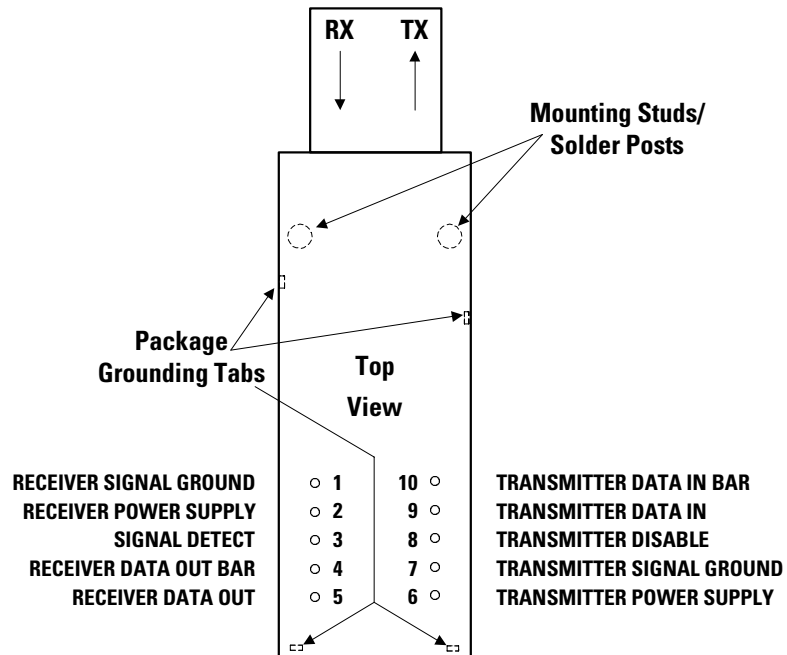 RX TX
Mounting Studs/
Solder Posts
Package
Grounding Tabs
Top
View
RECEIVER SIGNAL GROUND 1 10 TRANSMITTER DATA IN BAR
RECEIVER POWER SUPPLY 2 9 TRANSMITTER DATA IN
SIGNAL DETECT 3 8 TRANSMITTER DISABLE
RECEIVER DATA OUT BAR 4 7 TRANSMITTER SIGNAL GROUND
RECEIVER DATA OUT 5 6 TRANSMITTER POWER SUPPLY